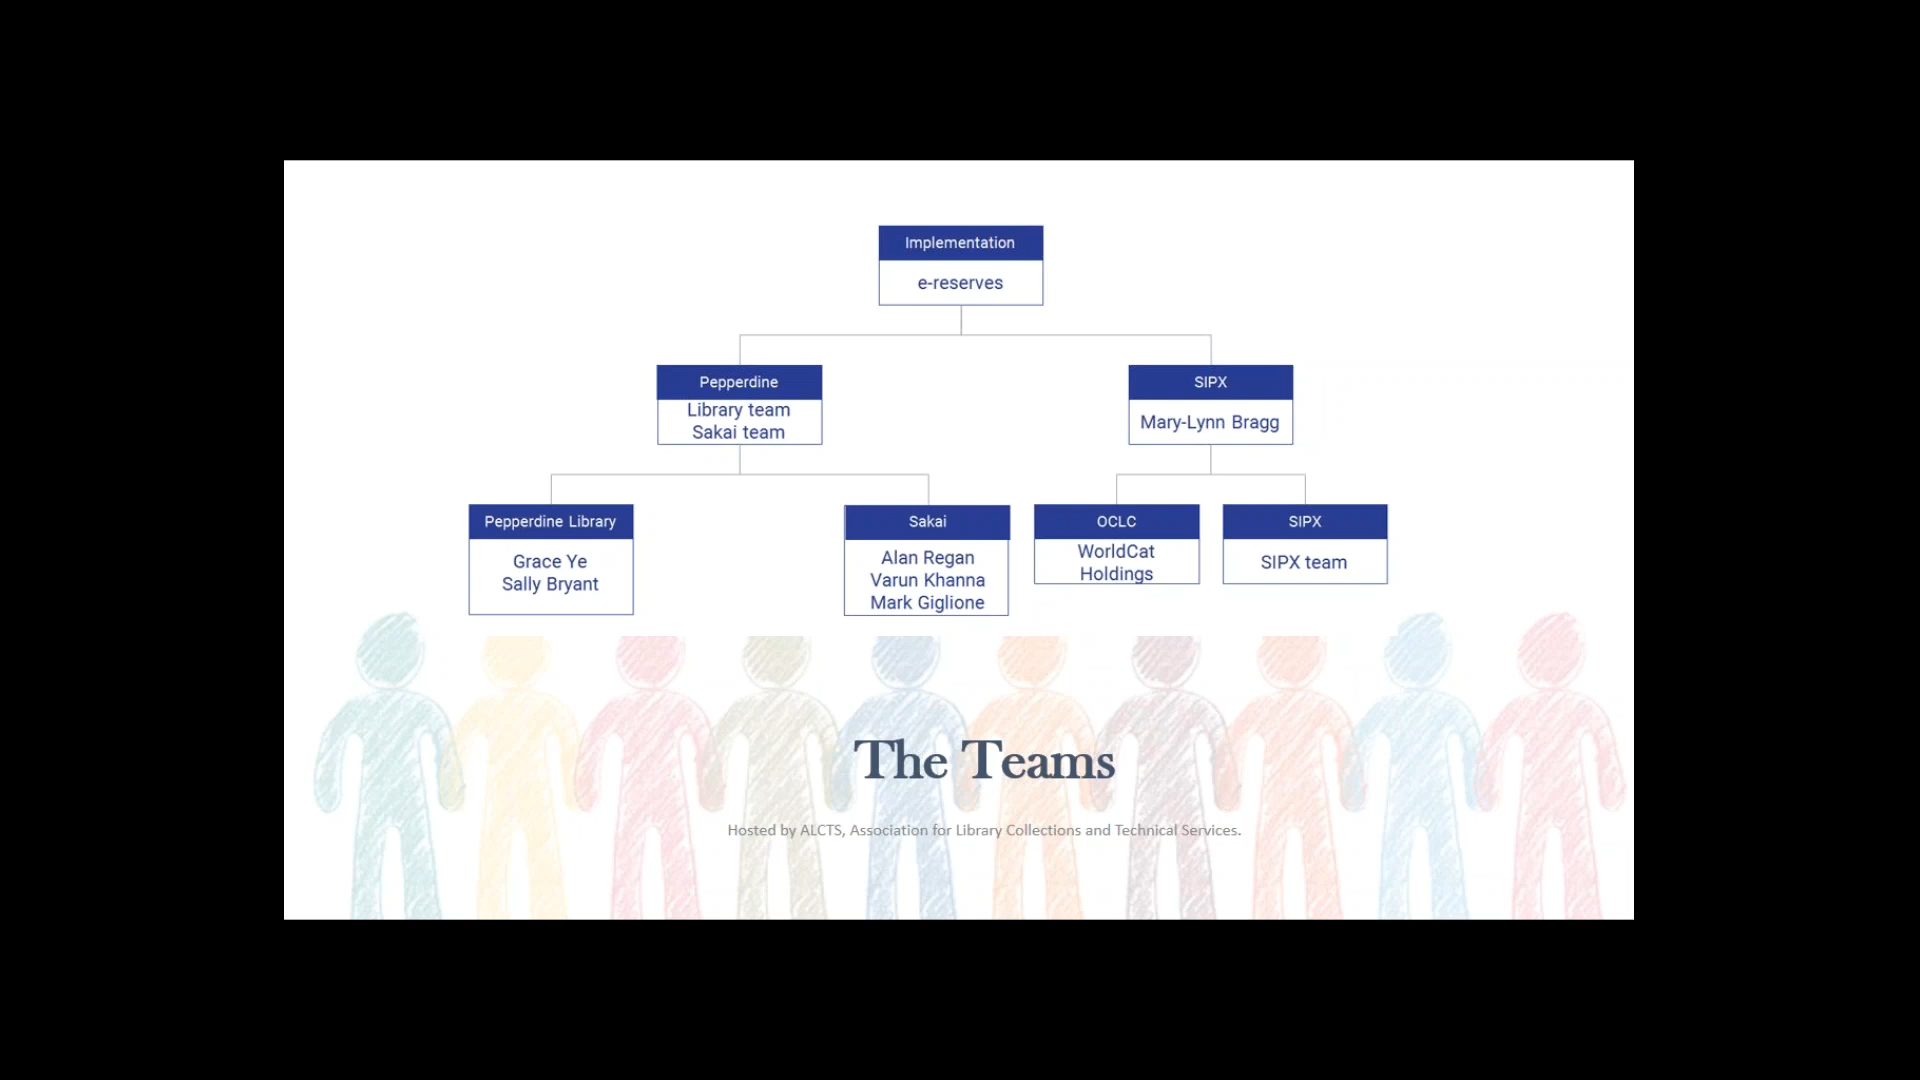 Implementation
e-reserves
Pepperdine
Library team
Sakai team
SIPX
Mary-Lynn Bragg
Pepperdine Library
Grace Ye
Sally Bryant
Sakai
Alan Regan
Varun Khanna
Mark Giglione
OCLC
WorldCat
Holdings
SIPX
SIPX team
The Teams
Hosted by ALCTS, Association for Library Collections and Technical Services.